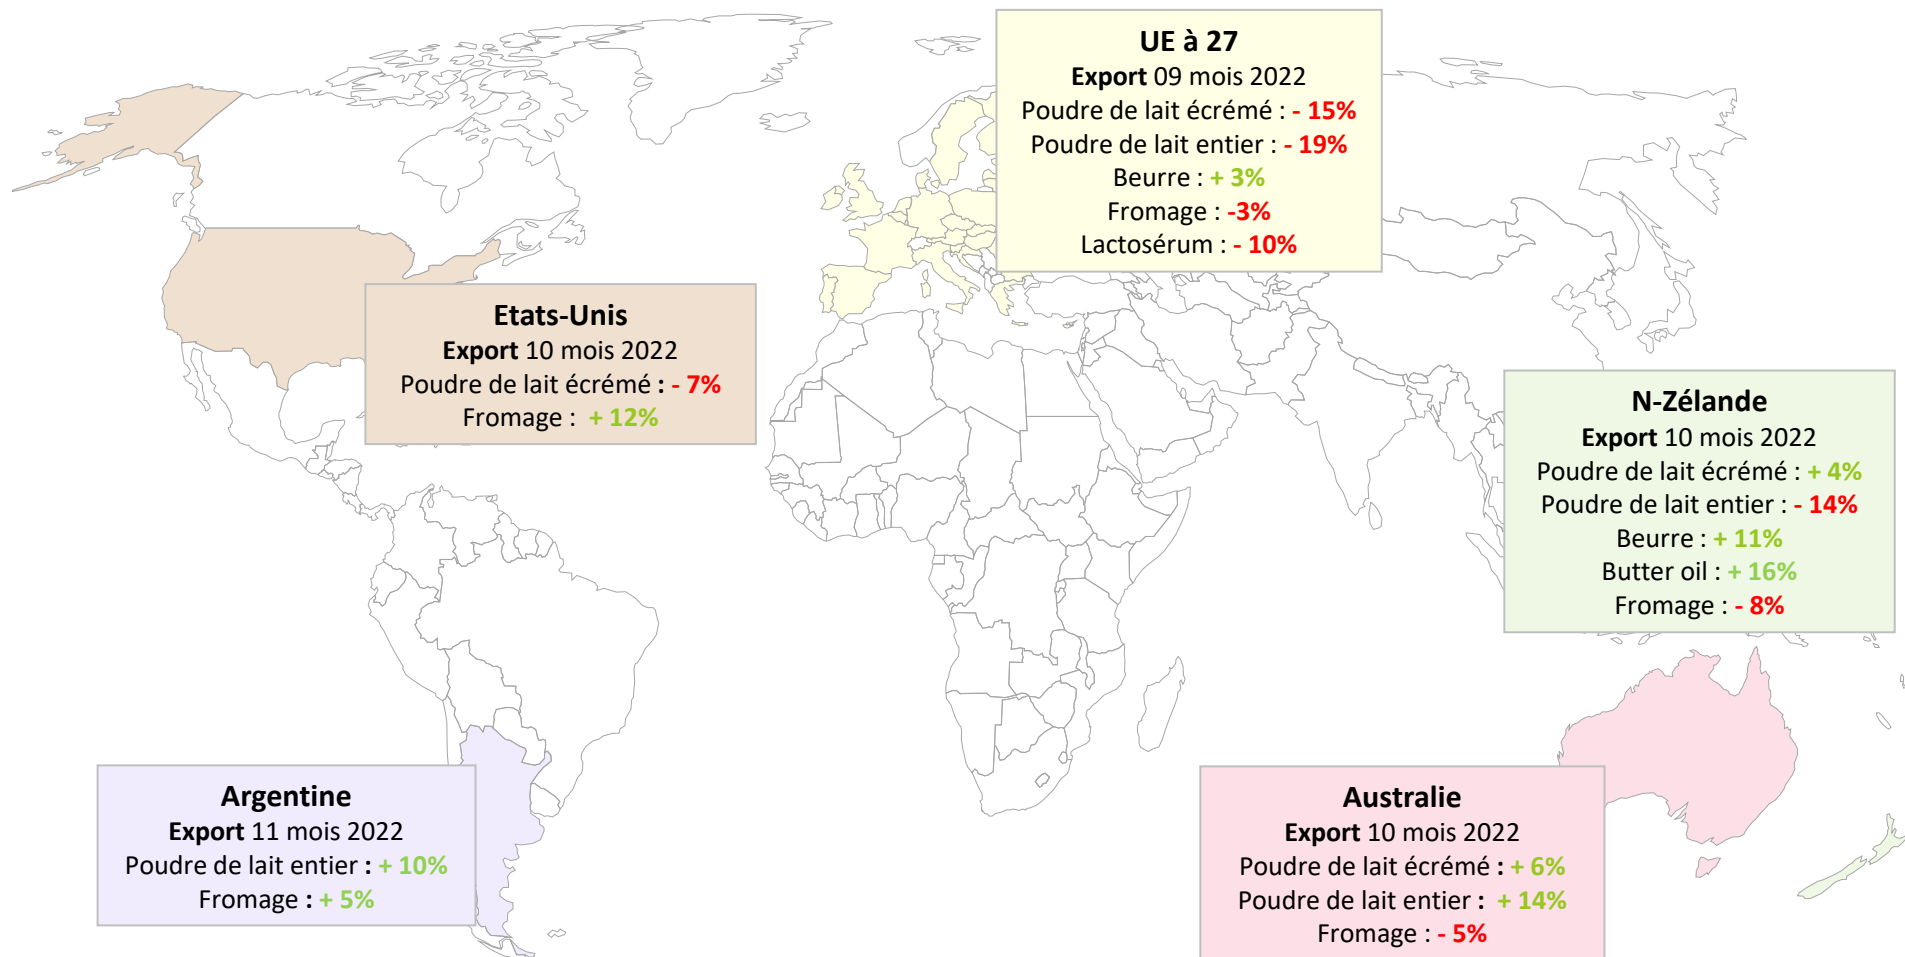 UE à 27
Export 09 mois 2022
Poudre de lait écrémé : - 15%
Poudre de lait entier : - 19%
Beurre : + 3%
Fromage : -3%
Lactosérum : - 10%
Etats-Unis
Export 10 mois 2022
Poudre de lait écrémé : - 7%
Fromage : + 12%
N-Zélande
Export 10 mois 2022
Poudre de lait écrémé : + 4%
Poudre de lait entier : - 14%
Beurre : + 11%
Butter oil : + 16%
Fromage : - 8%
Argentine
Export 11 mois 2022
Poudre de lait entier : + 10%
Fromage : + 5%
Australie
Export 10 mois 2022
Poudre de lait écrémé : + 6%
Poudre de lait entier : + 14%
Fromage : - 5%